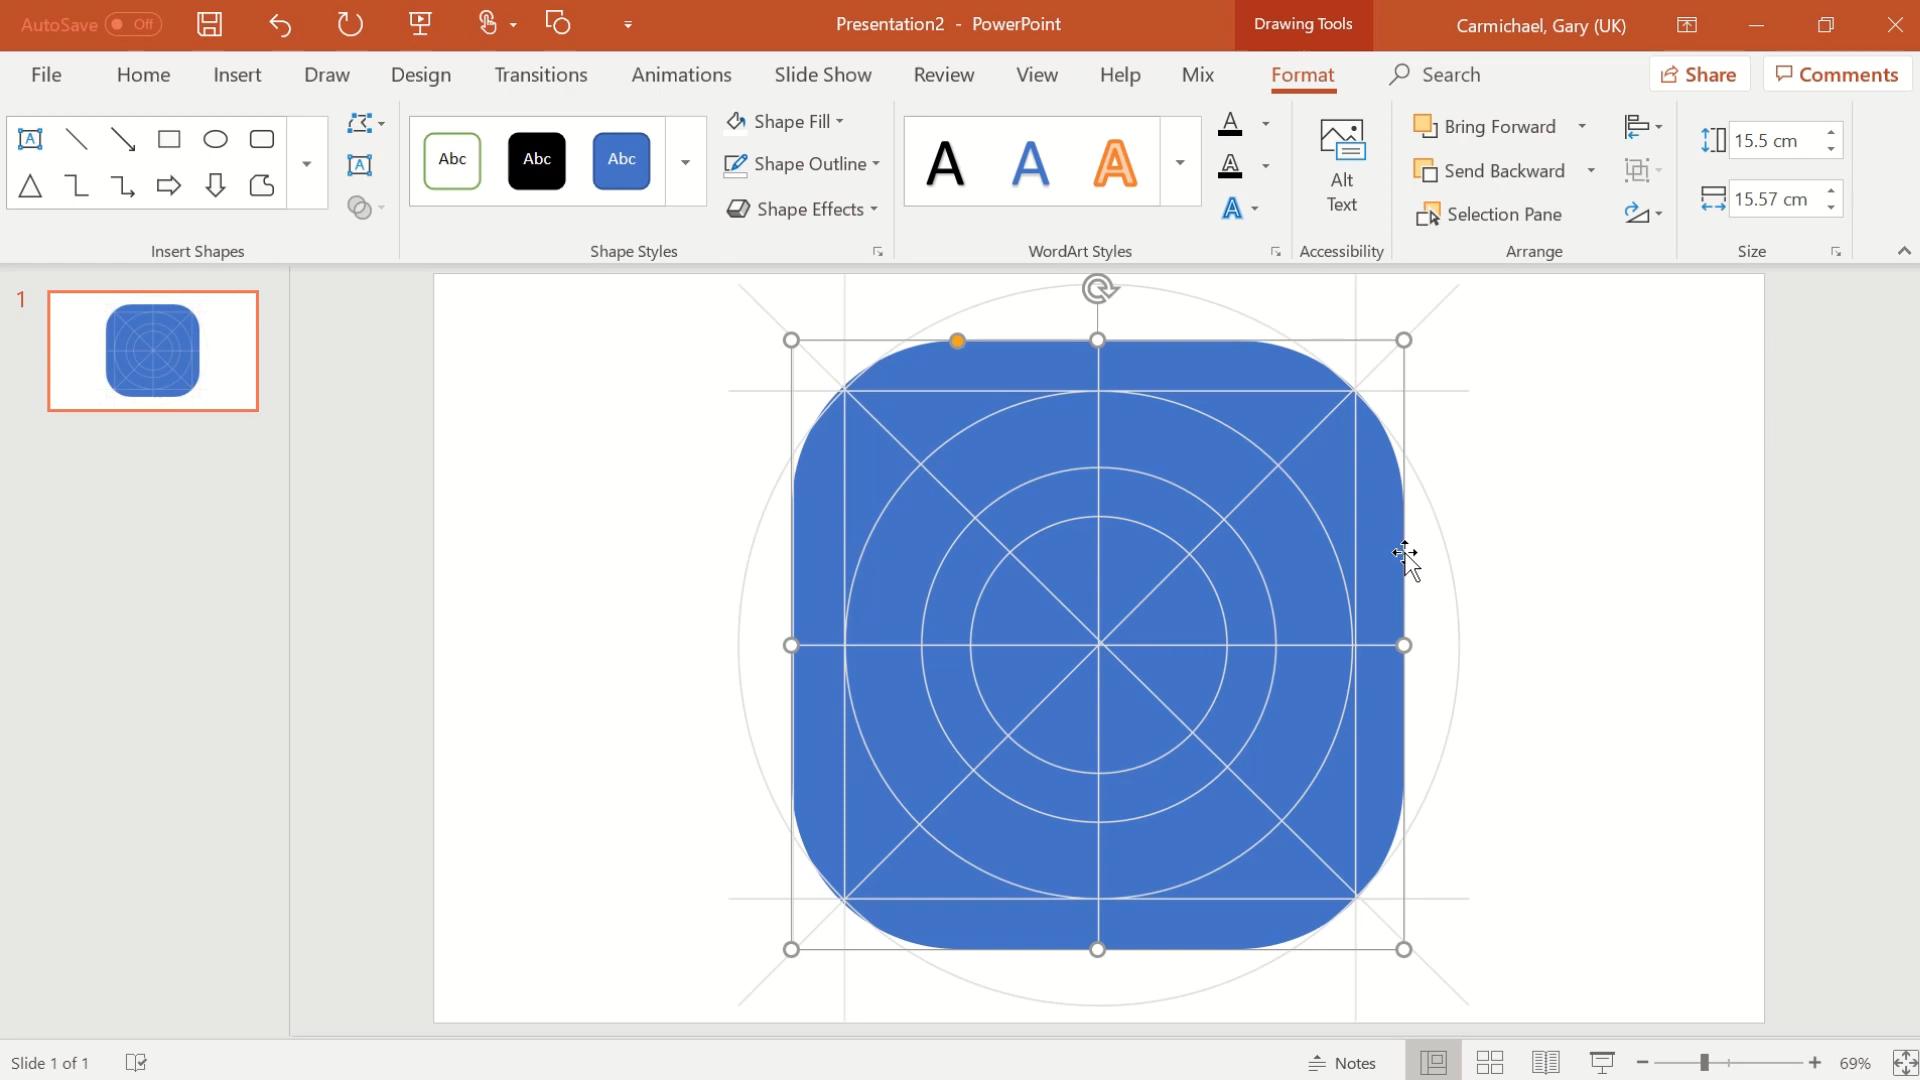 AutoSave Off
Presentation2 - PowerPoint
Drawing Tools
Carmichael, Gary (UK)
File Home Insert Draw Design Transitions Animations Slide Show Review View Help Mix Format Search Share Comments
A
A
Insert Shapes
Abc Abc Abc
Shape Fill
Shape Outline
Shape Effects
Shape Styles
A A A
A
A
A
WordArt Styles
Alt
Text
Accessibility
Bring Forward
Send Backward
Selection Pane
Arrange
15.5 cm
15.57 cm
Size
1
Slide 1 of 1
Notes
69%